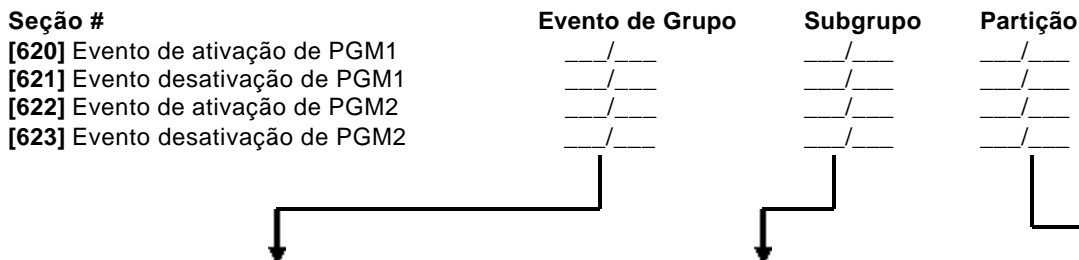 Seção # Evento de Grupo Subgrupo Partição
[620] Evento de ativação de PGM1 ___/___ ___/___ ___/___
[621] Evento desativação de PGM1 ___/___ ___/___ ___/___
[622] Evento de ativação de PGM2 ___/___ ___/___ ___/___
[623] Evento desativação de PGM2 ___/___ ___/___ ___/___